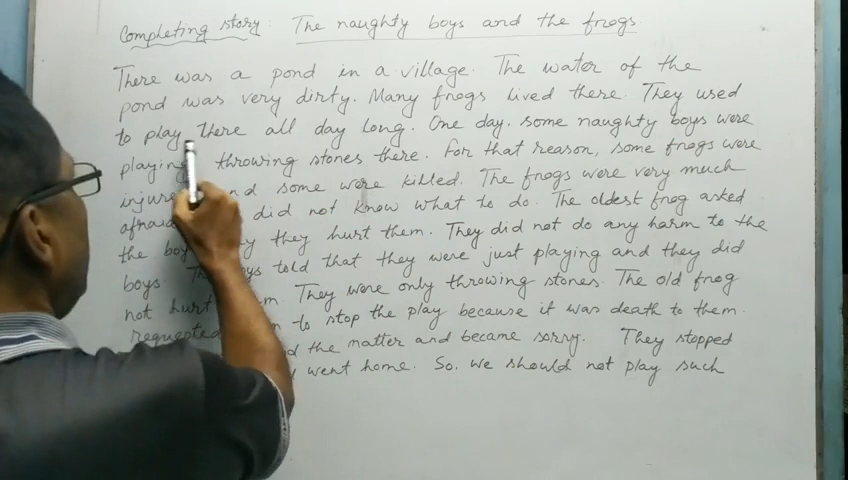 Completing story: The naughty boys and the frogs.
There was a pond in a village. The water of the
pond was very dirty. Many frogs lived there. They used
to play there all day long. One day, some naughty boys were
playing throwing stones there. For that reason, some frogs were
some were killed. The frogs were very much
did not know what to do. The oldest frog asked
the they hurt them. They did not do any harm to the
boys. told that they were just playing and they did
not hurt They were only throwing stones. The old frog
requested to stop the play because it was death to them.
the matter and became sorry. They stopped
went home. So, we should not play such